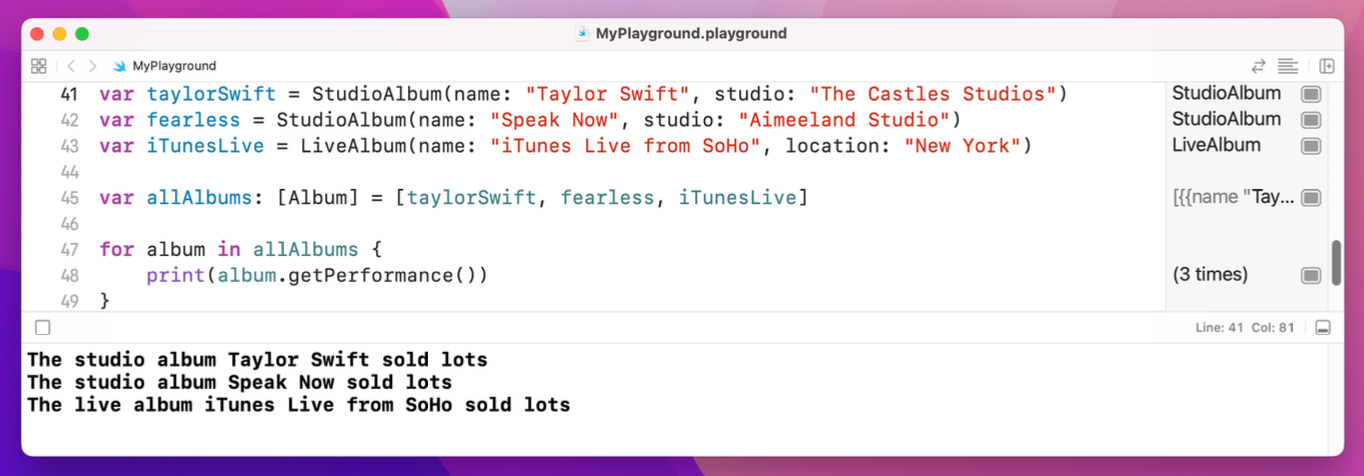 MyPlayground.playground
MyPlayground
41 var taylorSwift = StudioAlbum(name: "Taylor Swift", studio: "The Castles Studios") StudioAlbum
42 var fearless = StudioAlbum(name: "Speak Now", studio: "Aimeeland Studio") StudioAlbum
43 var iTunesLive = LiveAlbum(name: "iTunes Live from SoHo", location: "New York") LiveAlbum
44
45 var allAlbums: [Album] = [taylorSwift, fearless, iTunesLive] [{{name "Tay...
46
47 for album in allAlbums {
48     print(album.getPerformance()) (3 times)
49 }
Line: 41 Col: 81
The studio album Taylor Swift sold lots
The studio album Speak Now sold lots
The live album iTunes Live from SoHo sold lots